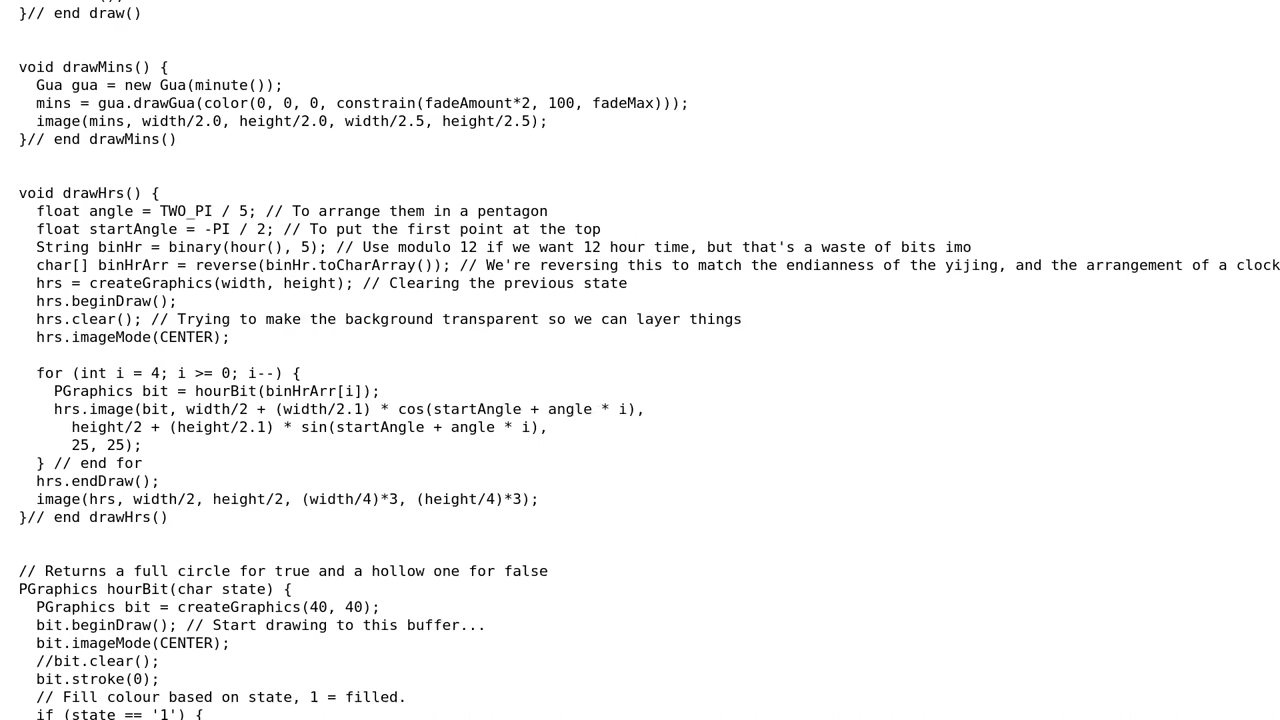 }// end draw()
void drawMins() {
Gua gua = new Gua(minute());
mins = gua.drawGua(color(0, 0, 0, constrain(fadeAmount*2, 100, fadeMax)));
image(mins, width/2.0, height/2.0, width/2.5, height/2.5);
}// end drawMins()
void drawHrs() {
float angle = TWO_PI / 5; // To arrange them in a pentagon
float startAngle = -PI / 2; // To put the first point at the top
String binHr = binary(hour(), 5); // Use modulo 12 if we want 12 hour time, but that's a waste of bits imo
char[] binHrArr = reverse(binHr.toCharArray()); // We're reversing this to match the endianness of the yijing, and the arrangement of a clock
hrs = createGraphics(width, height); // Clearing the previous state
hrs.beginDraw();
hrs.clear(); // Trying to make the background transparent so we can layer things
hrs.imageMode(CENTER);
for (int i = 4; i >= 0; i--) {
PGraphics bit = hourBit(binHrArr[i]);
hrs.image(bit, width/2 + (width/2.1) * cos(startAngle + angle * i),
height/2 + (height/2.1) * sin(startAngle + angle * i),
25, 25);
} // end for
hrs.endDraw();
image(hrs, width/2, height/2, (width/4)*3, (height/4)*3);
}// end drawHrs()
// Returns a full circle for true and a hollow one for false
PGraphics hourBit(char state) {
PGraphics bit = createGraphics(40, 40);
bit.beginDraw(); // Start drawing to this buffer...
bit.imageMode(CENTER);
//bit.clear();
bit.stroke(0);
// Fill colour based on state, 1 = filled.
if (state == '1') {